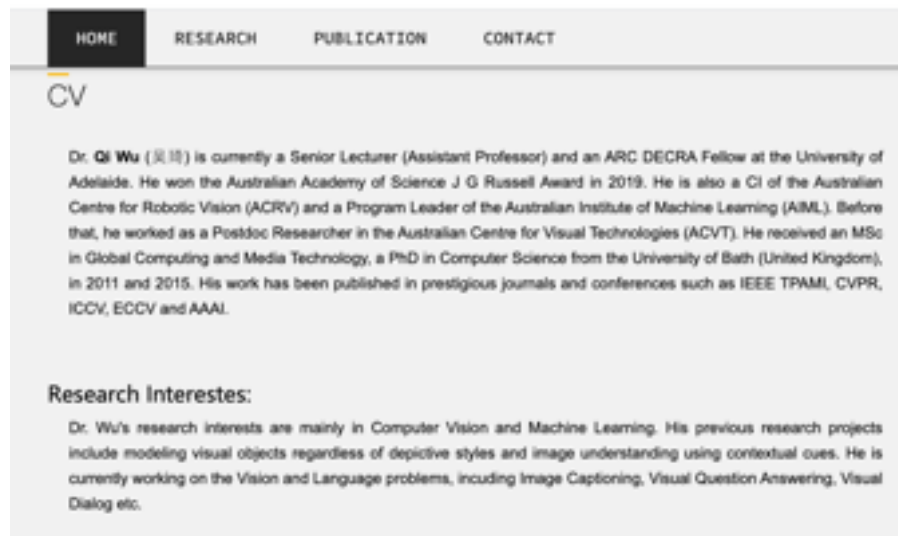 HOME RESEARCH PUBLICATION CONTACT
CV
Dr. Qi Wu (吴琦) is currently a Senior Lecturer (Assistant Professor) and an ARC DECRA Fellow at the University of
Adelaide. He won the Australian Academy of Science J G Russell Award in 2019. He is also a CI of the Australian
Centre for Robotic Vision (ACRV) and a Program Leader of the Australian Institute of Machine Learning (AIML). Before
that, he worked as a Postdoc Researcher in the Australian Centre for Visual Technologies (ACVT). He received an MSc
in Global Computing and Media Technology, a PhD in Computer Science from the University of Bath (United Kingdom),
in 2011 and 2015. His work has been published in prestigious journals and conferences such as IEEE TPAMI, CVPR,
ICCV, ECCV and AAAI.
Research Interestes:
Dr. Wu's research interests are mainly in Computer Vision and Machine Learning. His previous research projects
include modeling visual objects regardless of depictive styles and image understanding using contextual cues. He is
currently working on the Vision and Language problems, incuding Image Captioning, Visual Question Answering, Visual
Dialog etc.